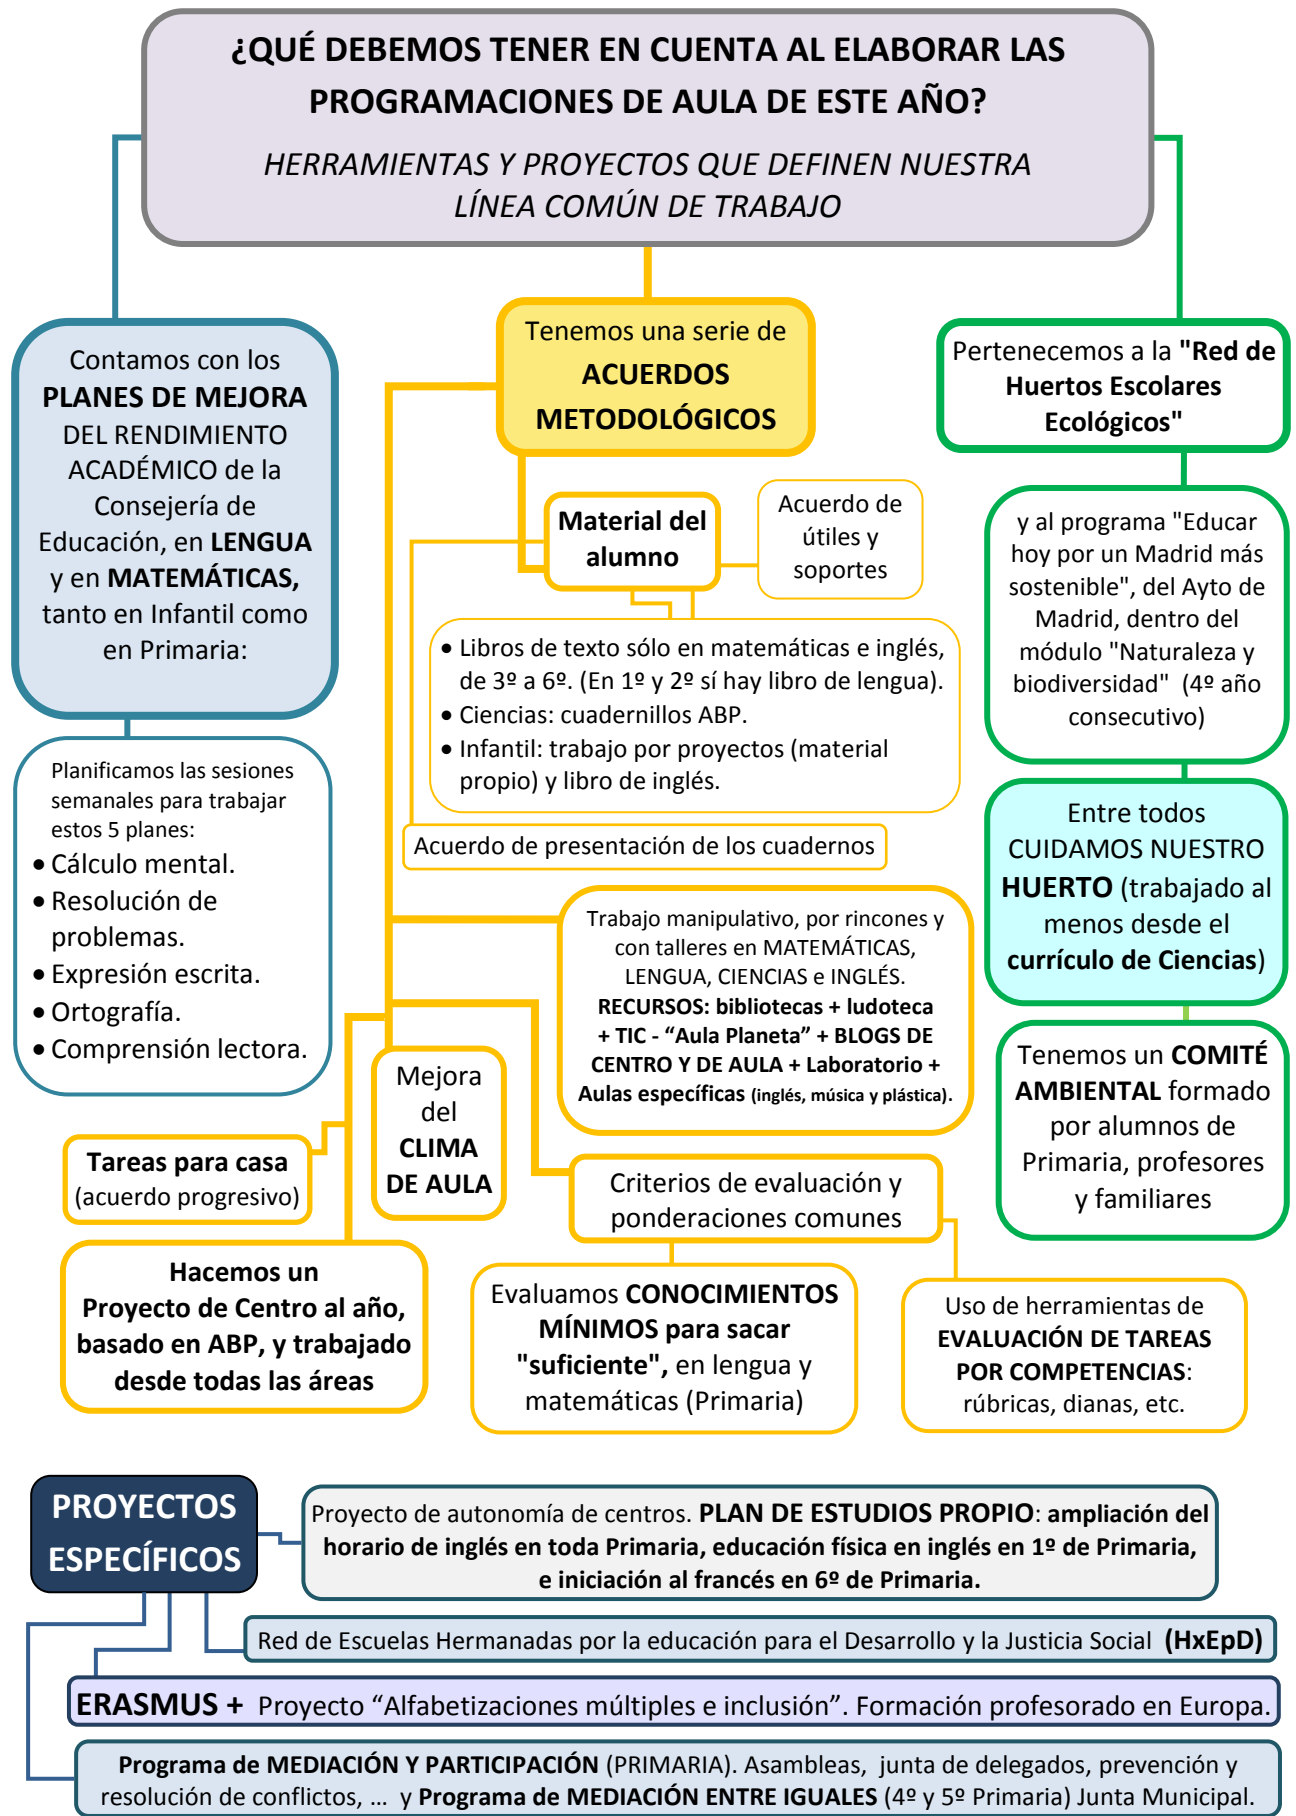 ¿QUÉ DEBEMOS TENER EN CUENTA AL ELABORAR LAS
PROGRAMACIONES DE AULA DE ESTE AÑO?
HERRAMIENTAS Y PROYECTOS QUE DEFINEN NUESTRA
LÍNEA COMÚN DE TRABAJO
Contamos con los
PLANES DE MEJORA
DEL RENDIMIENTO
ACADÉMICO de la
Consejería de
Educación, en LENGUA
y en MATEMÁTICAS,
tanto en Infantil como
en Primaria:
Planificamos las sesiones
semanales para trabajar
estos 5 planes:
• Cálculo mental.
• Resolución de
problemas.
• Expresión escrita.
• Ortografía.
• Comprensión lectora.
Tenemos una serie de
ACUERDOS
METODOLÓGICOS
Material del
alumno
Acuerdo de
útiles y
soportes
• Libros de texto sólo en matemáticas e inglés,
de 3º a 6º. (En 1º y 2º sí hay libro de lengua).
• Ciencias: cuadernillos ABP.
• Infantil: trabajo por proyectos (material
propio) y libro de inglés.
Acuerdo de presentación de los cuadernos
Trabajo manipulativo, por rincones y
con talleres en MATEMÁTICAS,
LENGUA, CIENCIAS e INGLÉS.
RECURSOS: bibliotecas + ludoteca
+ TIC - “Aula Planeta” + BLOGS DE
CENTRO Y DE AULA + Laboratorio +
Aulas específicas (inglés, música y plástica).
Mejora
del
CLIMA
DE AULA
Tareas para casa
(acuerdo progresivo)
Hacemos un
Proyecto de Centro al año,
basado en ABP, y trabajado
desde todas las áreas
Criterios de evaluación y
ponderaciones comunes
Evaluamos CONOCIMIENTOS
MÍNIMOS para sacar
"suficiente", en lengua y
matemáticas (Primaria)
Uso de herramientas de
EVALUACIÓN DE TAREAS
POR COMPETENCIAS:
rúbricas, dianas, etc.
Pertenecemos a la "Red de
Huertos Escolares
Ecológicos"
y al programa "Educar
hoy por un Madrid más
sostenible", del Ayto de
Madrid, dentro del
módulo "Naturaleza y
biodiversidad" (4º año
consecutivo)
Entre todos
CUIDAMOS NUESTRO
HUERTO (trabajado al
menos desde el
currículo de Ciencias)
Tenemos un COMITÉ
AMBIENTAL formado
por alumnos de
Primaria, profesores
y familiares
PROYECTOS
ESPECÍFICOS
Proyecto de autonomía de centros. PLAN DE ESTUDIOS PROPIO: ampliación del
horario de inglés en toda Primaria, educación física en inglés en 1º de Primaria,
e iniciación al francés en 6º de Primaria.
Red de Escuelas Hermanadas por la educación para el Desarrollo y la Justicia Social (HxEpD)
ERASMUS + Proyecto “Alfabetizaciones múltiples e inclusión”. Formación profesorado en Europa.
Programa de MEDIACIÓN Y PARTICIPACIÓN (PRIMARIA). Asambleas, junta de delegados, prevención y
resolución de conflictos, ... y Programa de MEDIACIÓN ENTRE IGUALES (4º y 5º Primaria) Junta Municipal.